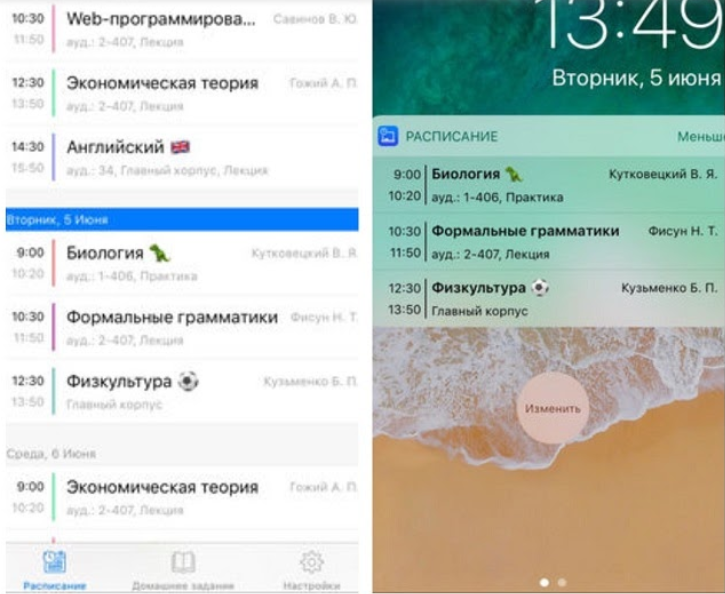 10:30 Web-программирова... Савинов В. Ю.
11:50 ауд.: 2-407, Лекция
12:30 Экономическая теория Гожий А. П.
13:50 ауд.: 2-407, Лекция
14:30 Английский 🇬🇧
15:50 ауд.: 34, Главный корпус, Лекция
Вторник, 5 Июня
9:00 Биология 🦖 Кутковецкий В. Я.
10:20 ауд.: 1-406, Практика
10:30 Формальные грамматики Фисун Н. Т.
11:50 ауд.: 2-407, Лекция
12:30 Физкультура ⚽ Кузьменко Б. П.
13:50 Главный корпус
Среда, 6 Июня
9:00 Экономическая теория Гожий А. П.
10:20 ауд.: 2-407, Лекция
Расписание Домашние задания Настройки
13:49
Вторник, 5 июня
РАСПИСАНИЕ Меньше
9:00 Биология 🦖 Кутковецкий В. Я.
10:20 ауд.: 1-406, Практика
10:30 Формальные грамматики Фисун Н. Т.
11:50 ауд.: 2-407, Лекция
12:30 Физкультура ⚽ Кузьменко Б. П.
13:50 Главный корпус
Изменить